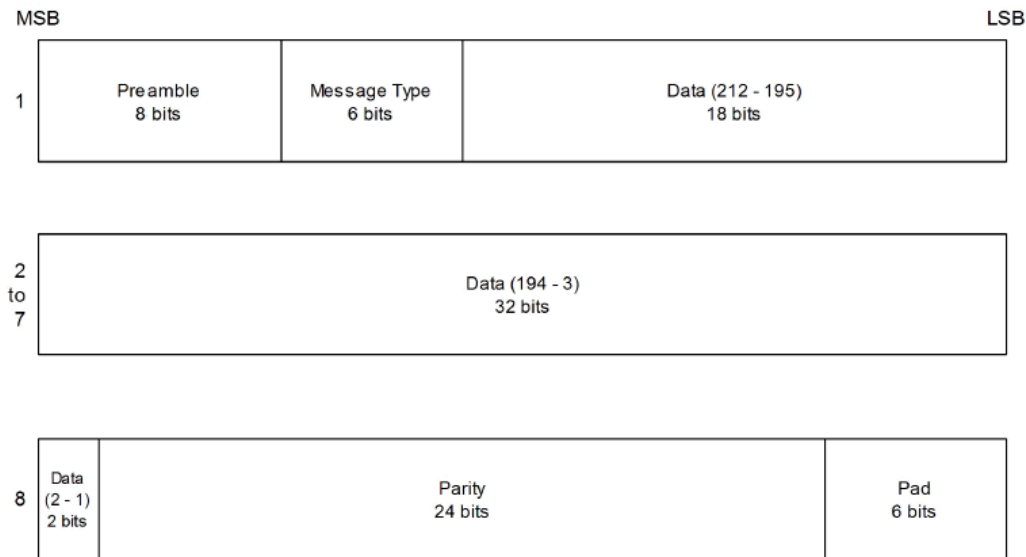 MSB
LSB
1
Preamble
8 bits
Message Type
6 bits
Data (212 - 195)
18 bits
2
to
7
Data (194 - 3)
32 bits
8
Data
(2 - 1)
2 bits
Parity
24 bits
Pad
6 bits